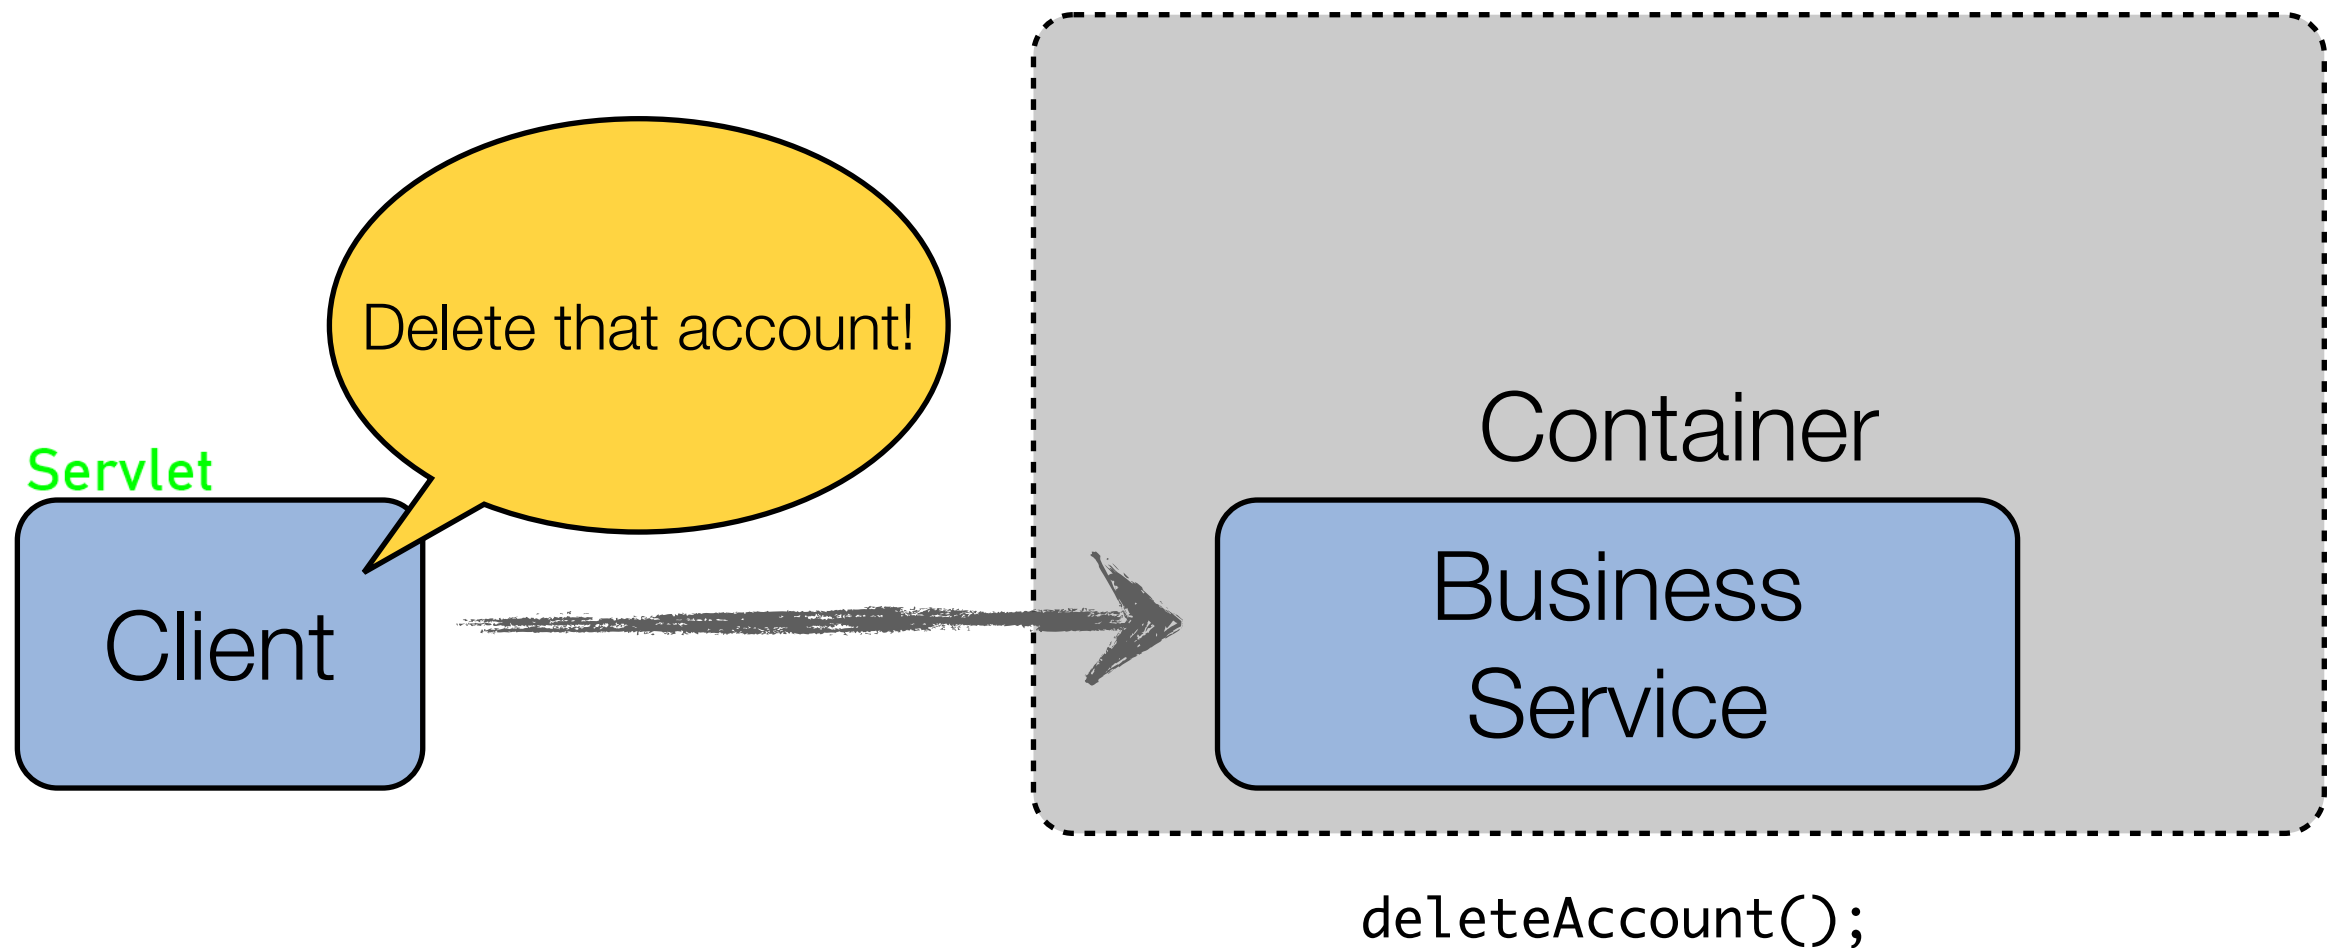 Delete that account!
Servlet
Client
Container
Business
Service
deleteAccount();